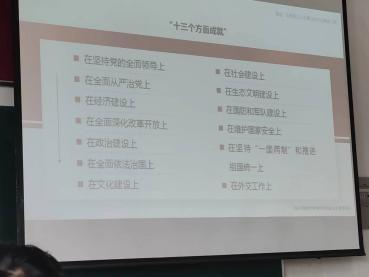 “十三个方面成就”
在坚持党的全面领导上
在全面从严治党上
在经济建设上
在全面深化改革开放上
在政治建设上
在全面依法治国上
在文化建设上
在社会建设上
在生态文明建设上
在国防和军队建设上
在维护国家安全上
在坚持“一国两制”和推进
祖国统一上
在外交工作上